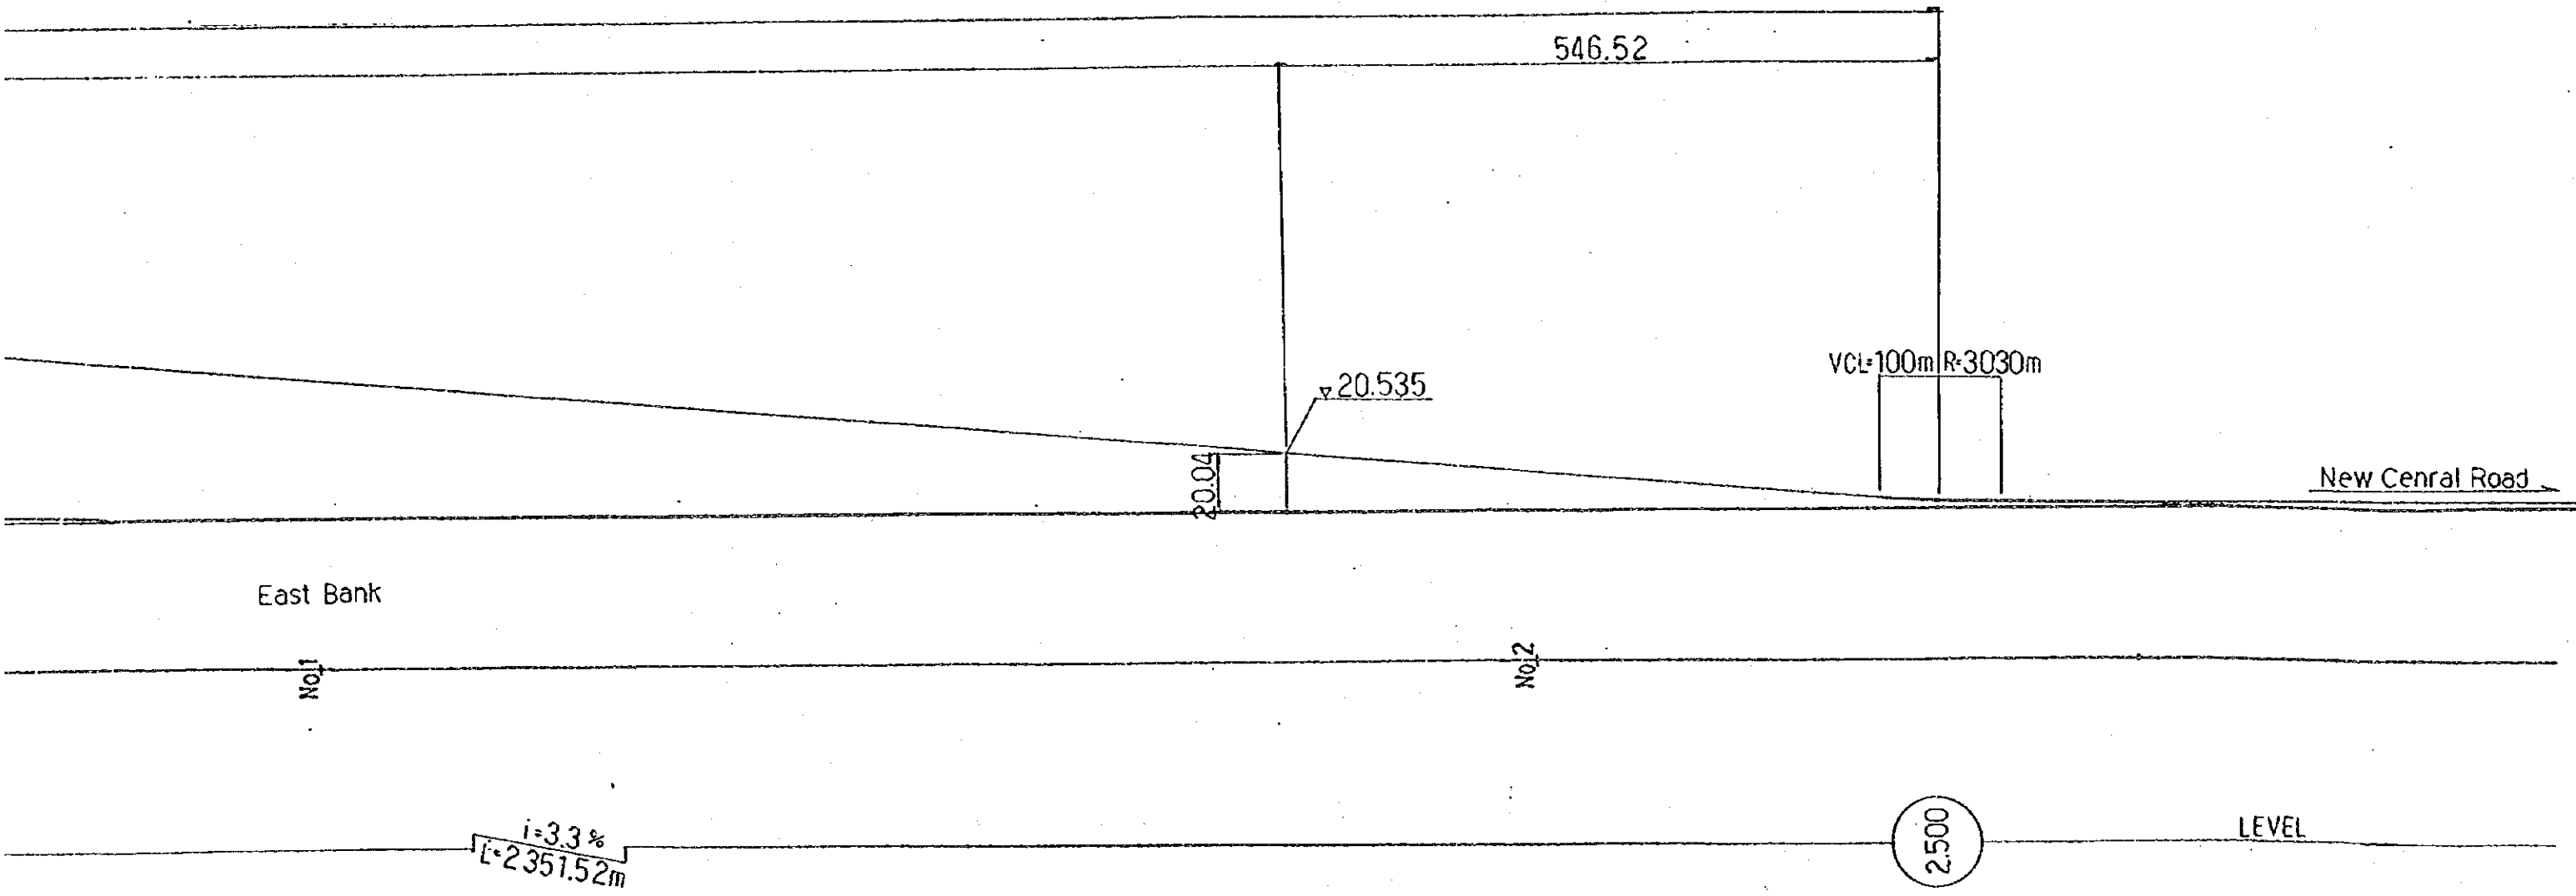 546.52
VCL=100m R=3030m
▽20.535
20.04
New Cenral Road
East Bank
No.1
No.2
i=3.3%
L=2351.52m
2.500
LEVEL